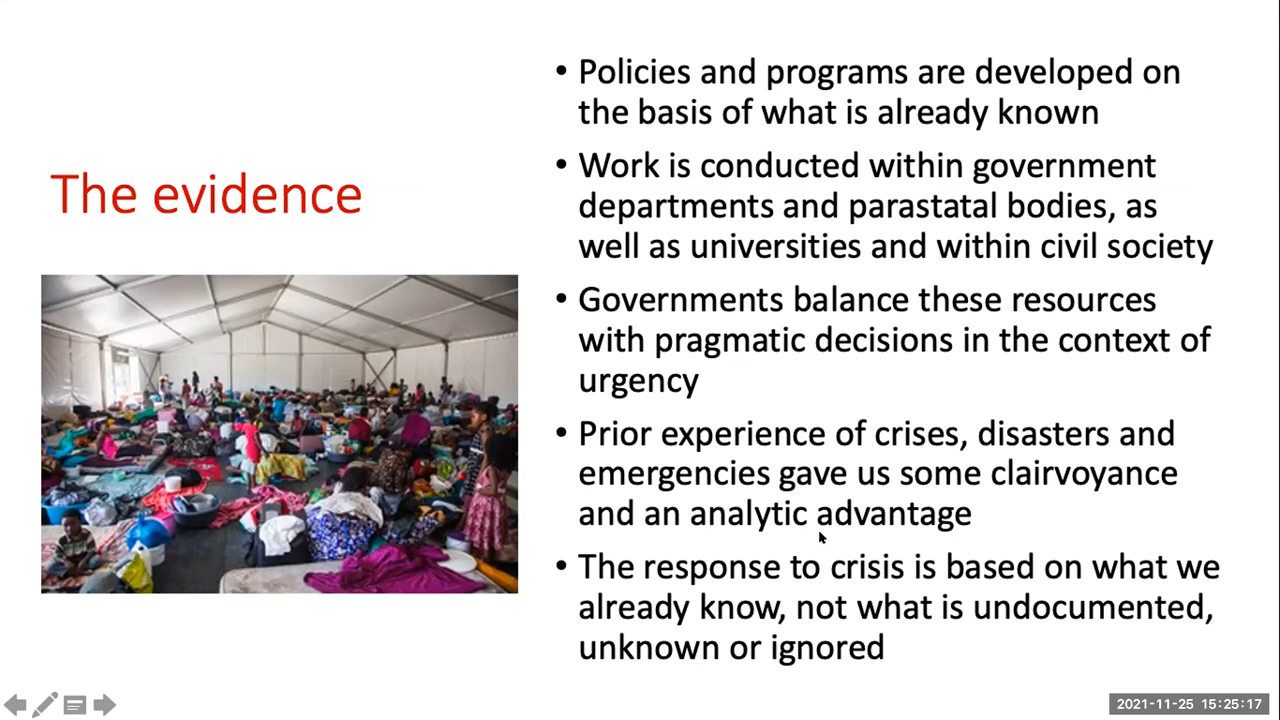 The evidence
• Policies and programs are developed on
the basis of what is already known
• Work is conducted within government
departments and parastatal bodies, as
well as universities and within civil society
• Governments balance these resources
with pragmatic decisions in the context of
urgency
• Prior experience of crises, disasters and
emergencies gave us some clairvoyance
and an analytic advantage
• The response to crisis is based on what we
already know, not what is undocumented,
unknown or ignored
2021-11-25 15:25:17